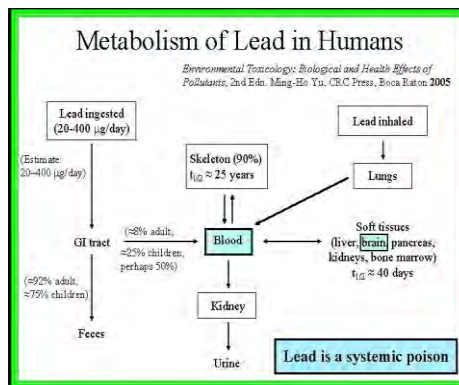 Metabolism of Lead in Humans
Environmental Toxicology: Biological and Health Effects of
Pollutants, 2nd Edn. Ming-Ho Yu, CRC Press, Boca Raton 2005
Lead ingested
(20-400 μg/day)
Lead inhaled
(Estimate:
20–400 μg/day)
Skeleton (90%)
t1/2 ≈ 25 years
Lungs
GI tract
(≈8% adult,
≈25% children,
perhaps 50%)
Blood
Soft tissues
(liver, brain, pancreas,
kidneys, bone marrow)
t1/2 ≈ 40 days
(≈92% adult,
≈75% children)
Kidney
Feces
Urine
Lead is a systemic poison